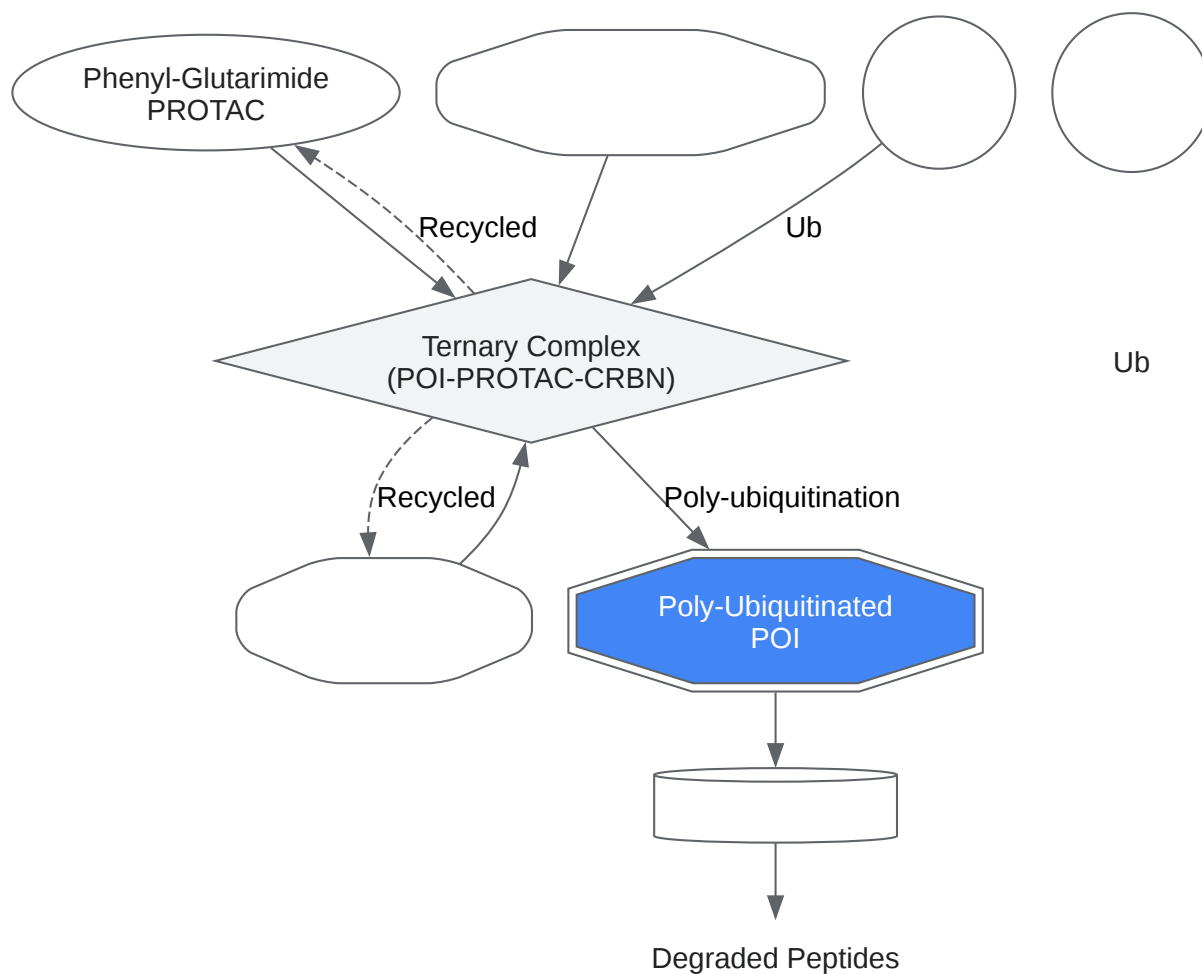 Phenyl-Glutarimide
PROTAC
Recycled
Ub
Ternary Complex
(POI-PROTAC-CRBN)
Ub
Recycled
Poly-ubiquitination
Poly-Ubiquitinated
POI
Degraded Peptides